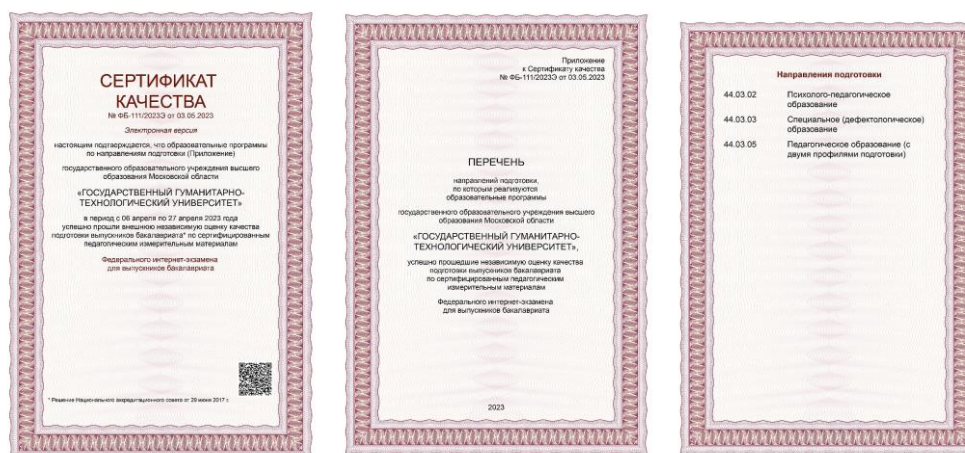 СЕРТИФИКАТ
КАЧЕСТВА
№ ФБ-111/2023Э от 03.05.2023
Электронная версия
настоящим подтверждается, что образовательные программы
по направлениям подготовки (Приложение)
государственного образовательного учреждения высшего
образования Московской области
«ГОСУДАРСТВЕННЫЙ ГУМАНИТАРНО-
ТЕХНОЛОГИЧЕСКИЙ УНИВЕРСИТЕТ»
в период с 06 апреля по 27 апреля 2023 года
успешно прошли внешнюю независимую оценку качества
подготовки выпускников бакалавриата* по сертифицированным
педагогическим измерительным материалам
Федерального интернет-экзамена
для выпускников бакалавриата
* Решение Национального аккредитационного совета от 29 июня 2017 г.
Приложение
к Сертификату качества
№ ФБ-111/2023Э от 03.05.2023
ПЕРЕЧЕНЬ
направлений подготовки,
по которым реализуются
образовательные программы
государственного образовательного учреждения высшего
образования Московской области
«ГОСУДАРСТВЕННЫЙ ГУМАНИТАРНО-
ТЕХНОЛОГИЧЕСКИЙ УНИВЕРСИТЕТ»,
успешно прошедшие независимую оценку качества
подготовки выпускников бакалавриата
по сертифицированным педагогическим
измерительным материалам
Федерального интернет-экзамена
для выпускников бакалавриата
2023
Направления подготовки
44.03.02 Психолого-педагогическое
образование
44.03.03 Специальное (дефектологическое)
образование
44.03.05 Педагогическое образование (с
двумя профилями подготовки)